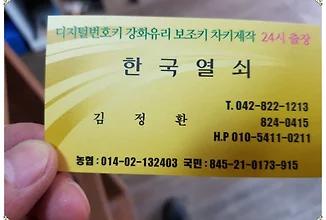 디지털번호키 강화유리 보조키 차키제작 24시 출장
한국열쇠
T. 042-822-1213
김 정 환 824-0415
H.P 010-5411-0211
농협 : 014-02-132403 국민 : 845-21-0173-915